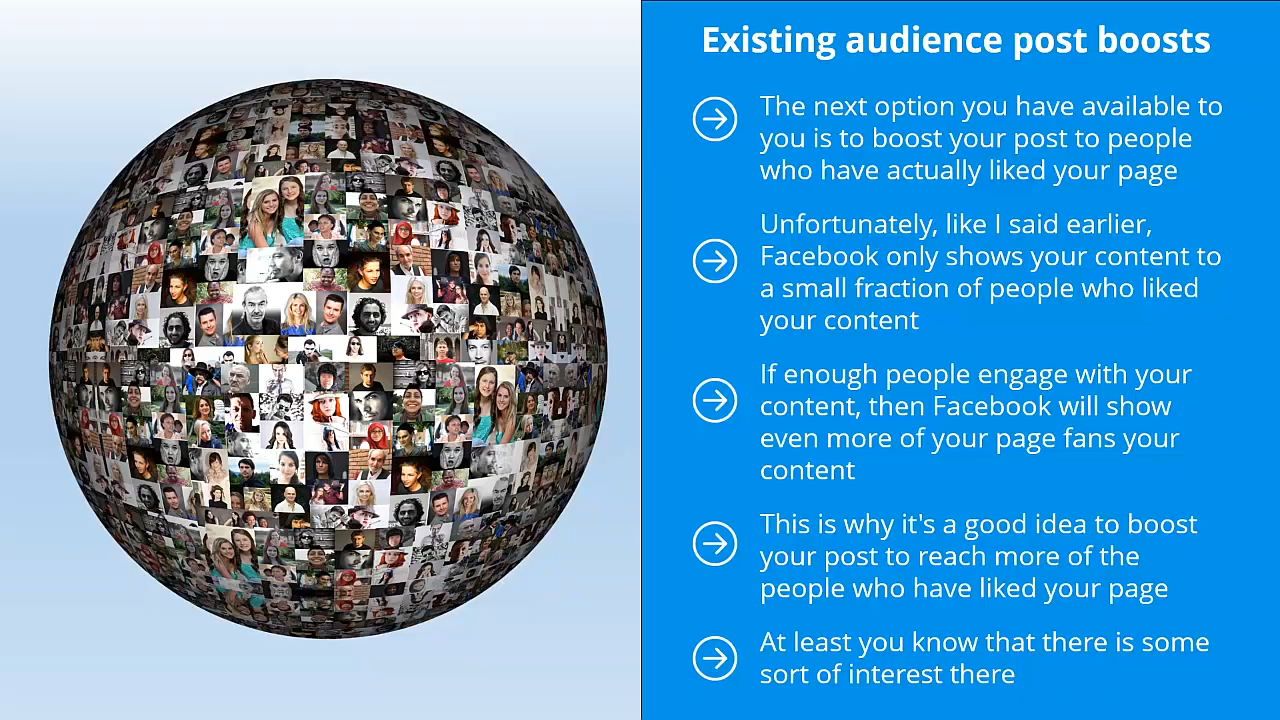 Existing audience post boosts
The next option you have available to
you is to boost your post to people
who have actually liked your page
Unfortunately, like I said earlier,
Facebook only shows your content to
a small fraction of people who liked
your content
If enough people engage with your
content, then Facebook will show
even more of your page fans your
content
This is why it's a good idea to boost
your post to reach more of the
people who have liked your page
At least you know that there is some
sort of interest there